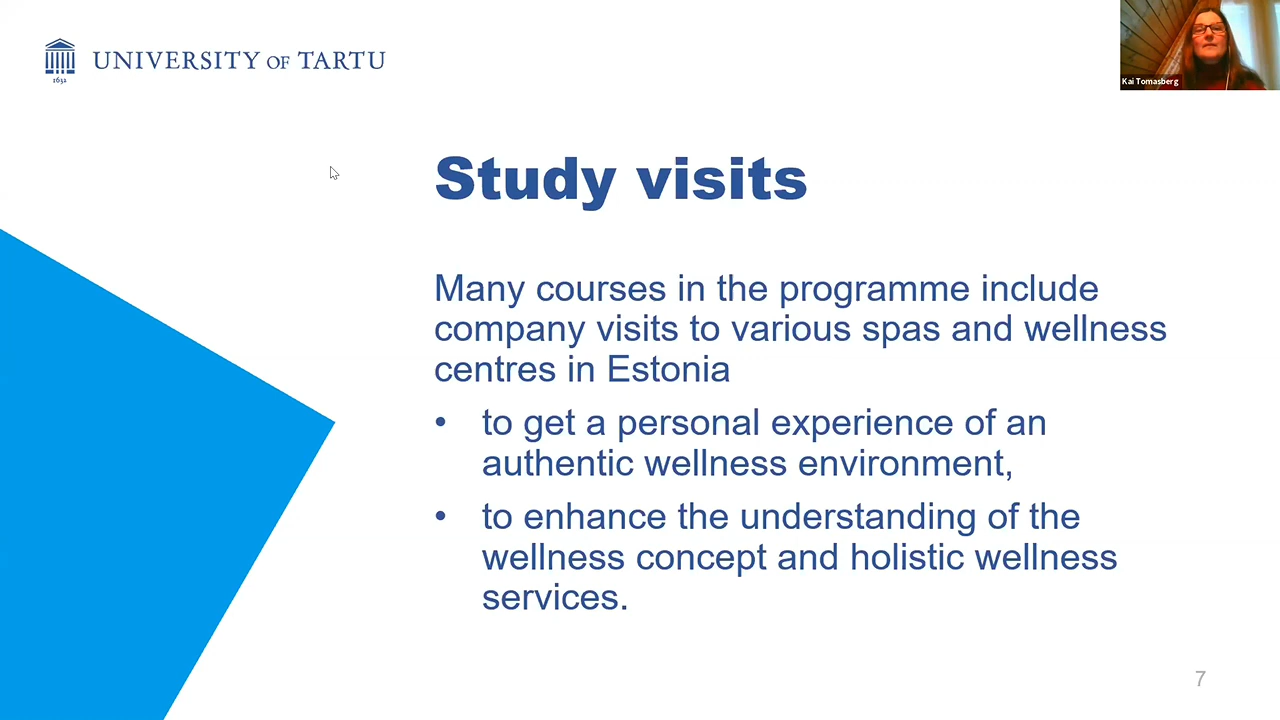 UNIVERSITY OF TARTU
1632
Kai Tomasberg
Study visits
Many courses in the programme include
company visits to various spas and wellness
centres in Estonia
• to get a personal experience of an
authentic wellness environment,
• to enhance the understanding of the
wellness concept and holistic wellness
services.
7